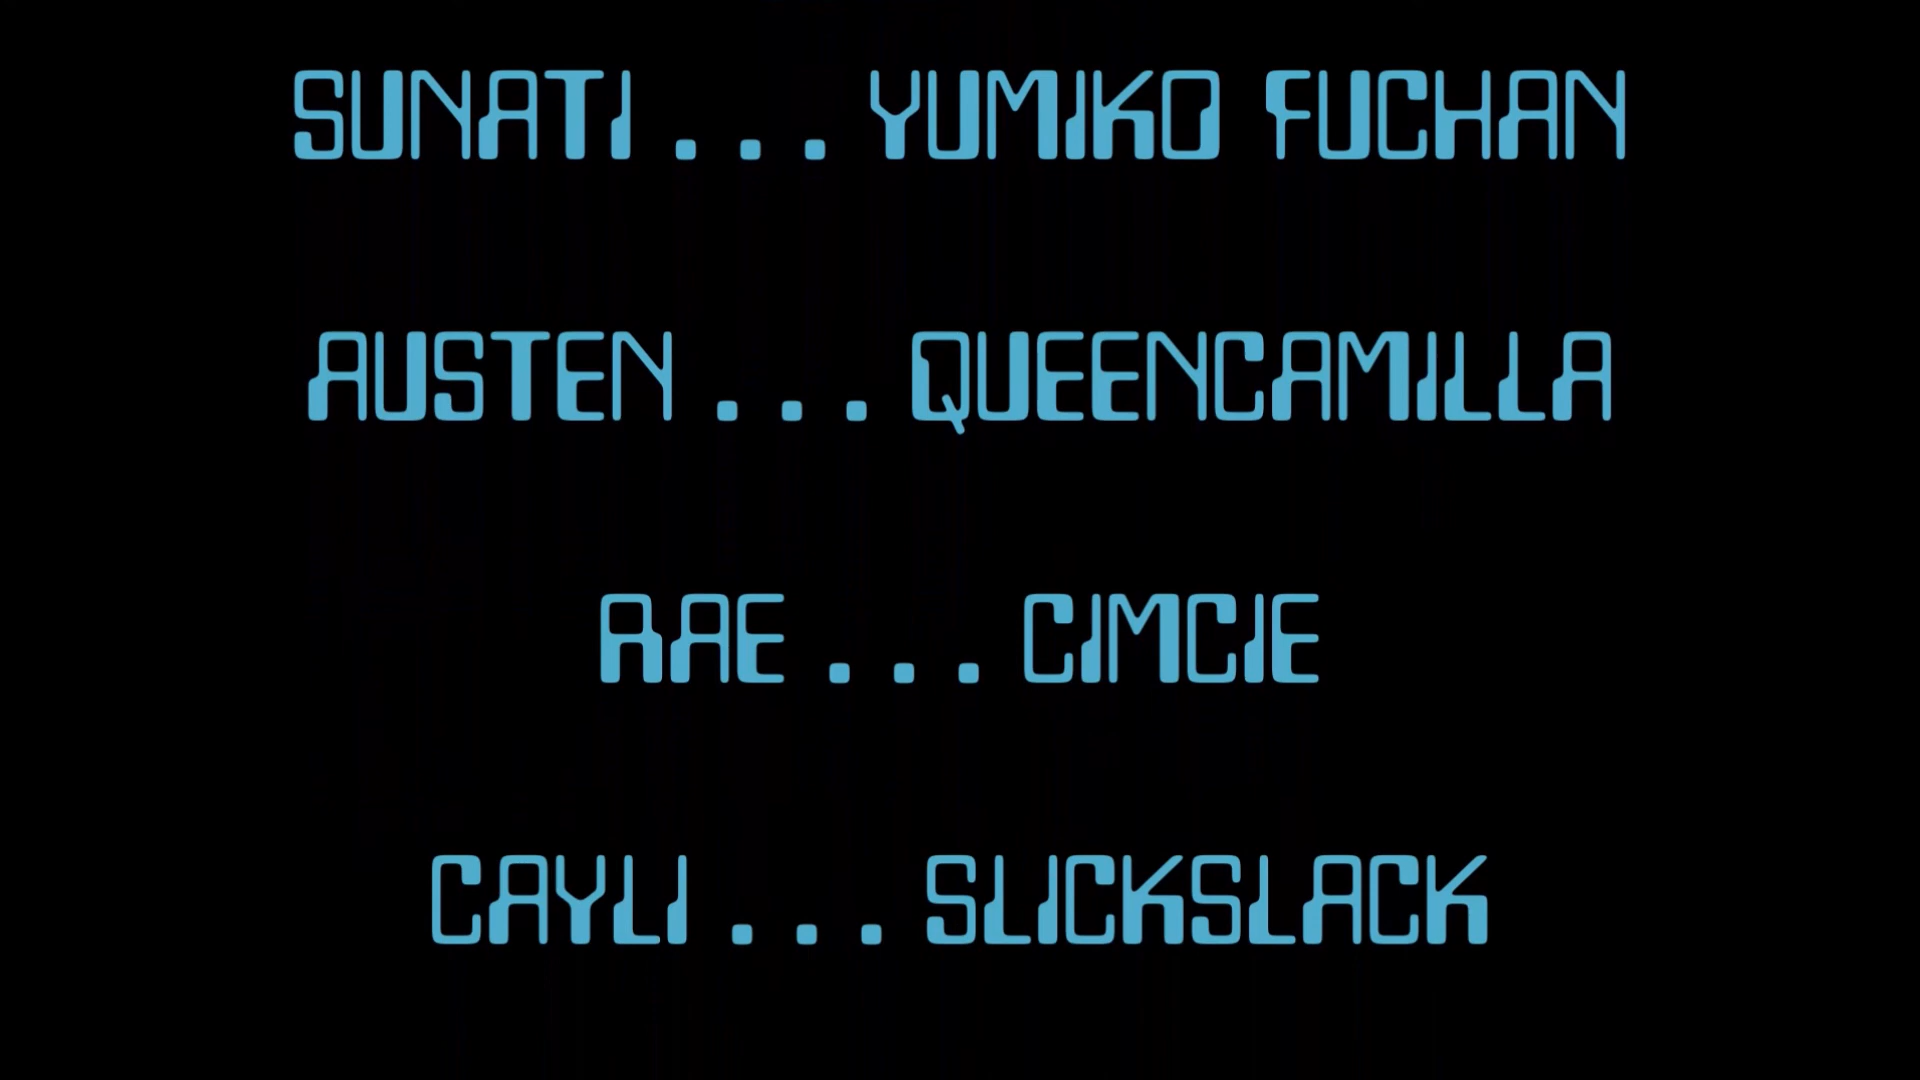 SUNATI . . . YUMIKO FUCHAN
AUSTEN . . . QUEENCAMILLA
RAE . . . CIMCIE
CAYLI . . . SLICKSLACK